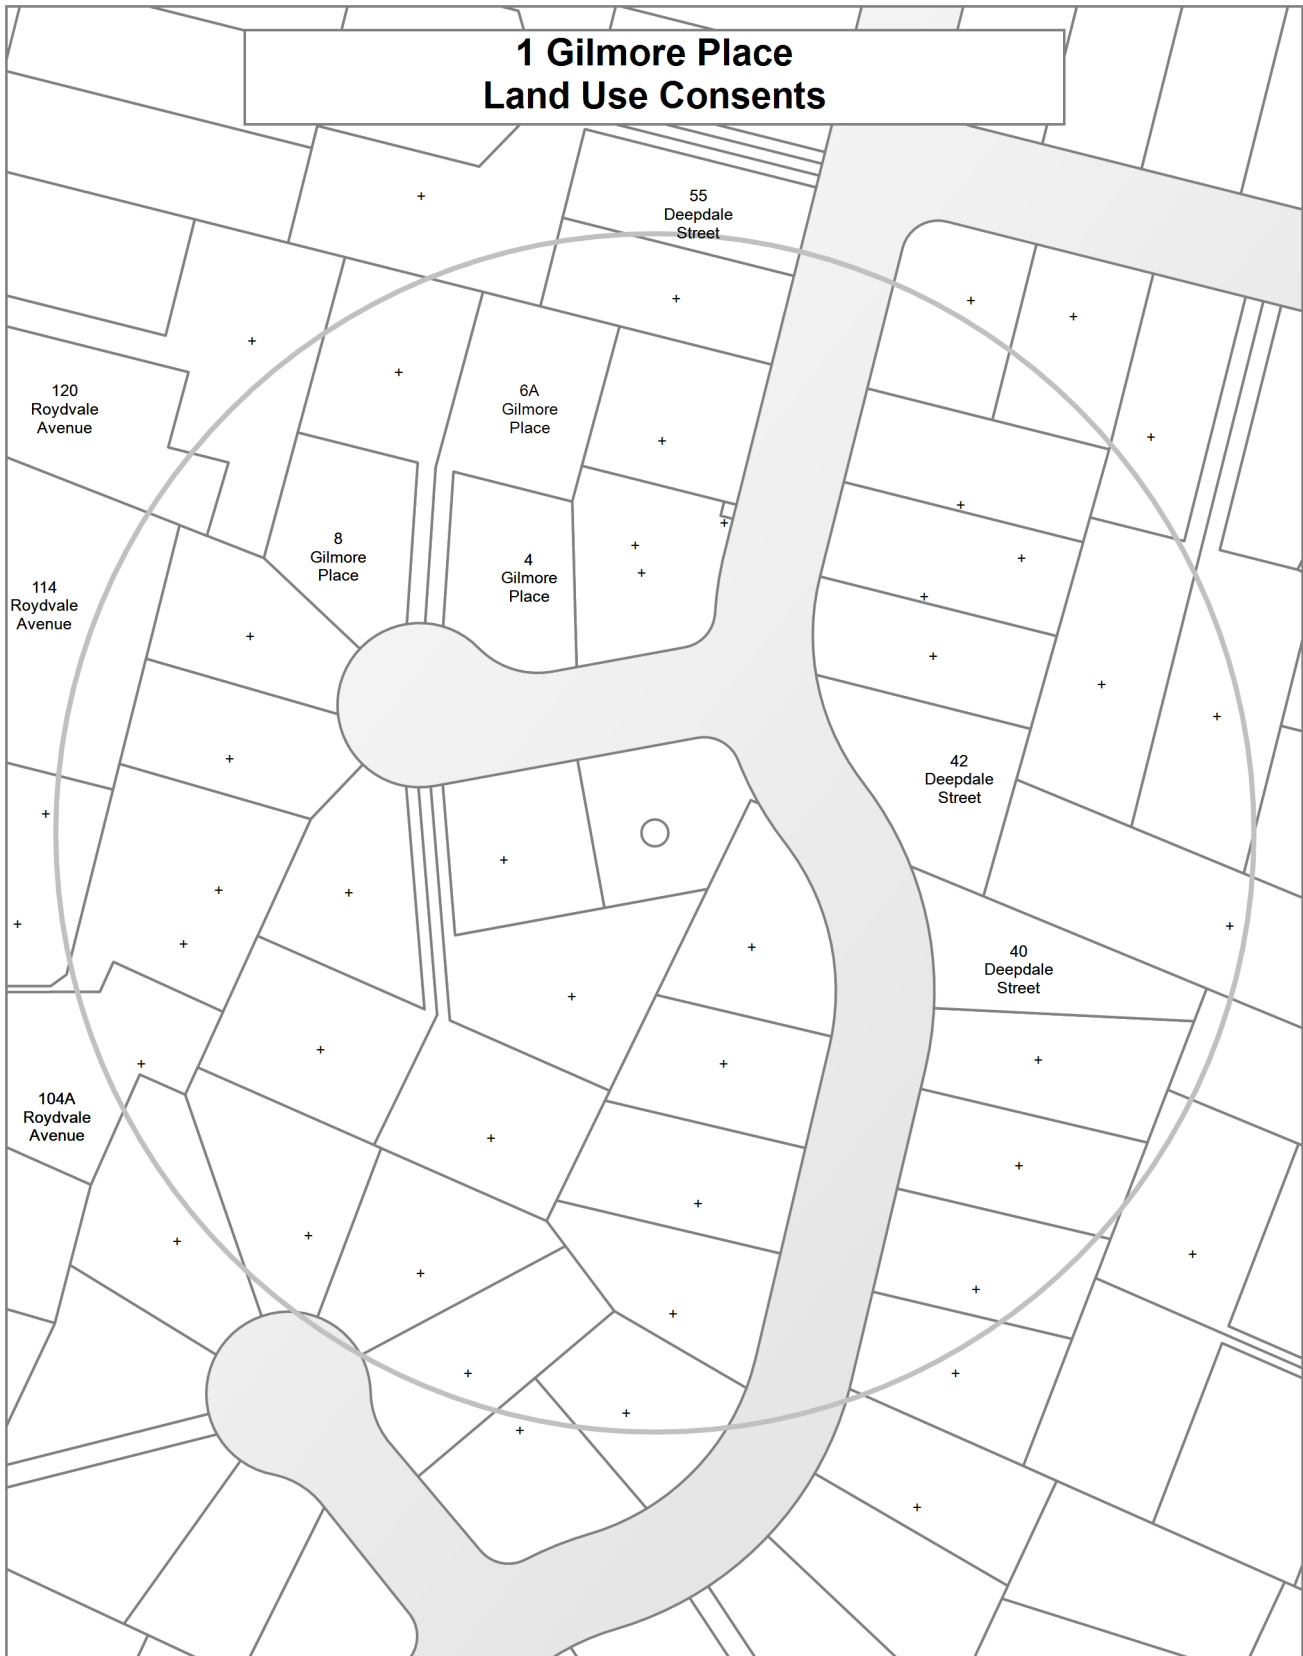 1 Gilmore Place
Land Use Consents
55
Deepdale
Street
120
Roydvale
Avenue
6A
Gilmore
Place
8
Gilmore
Place
4
Gilmore
Place
114
Roydvale
Avenue
42
Deepdale
Street
40
Deepdale
Street
104A
Roydvale
Avenue